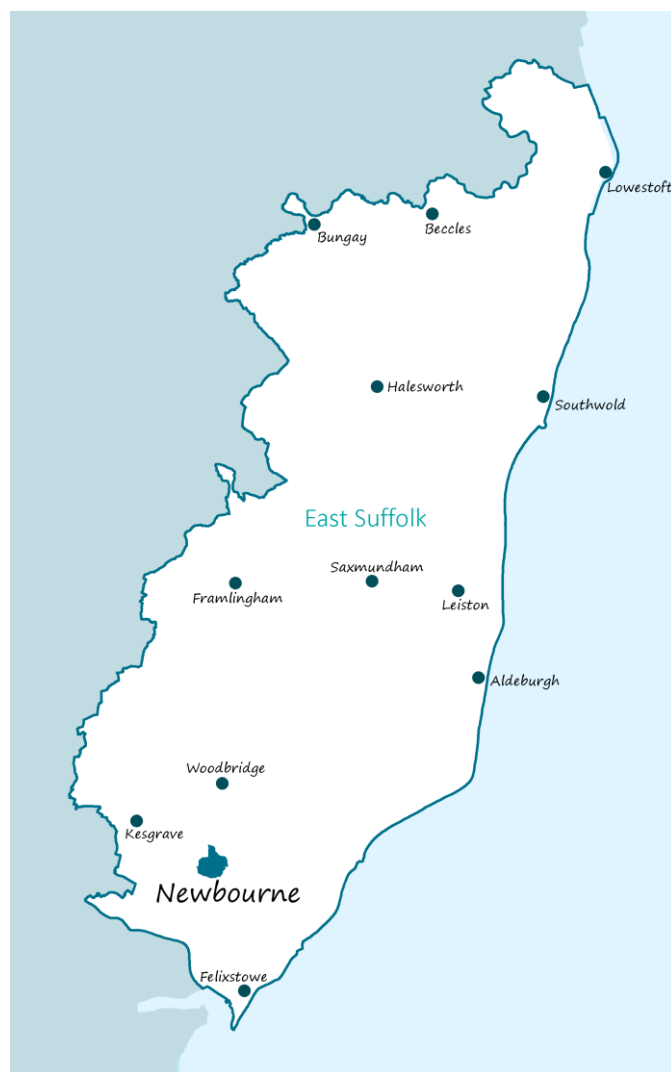 Lowestoft
Beccles
Bungay
Halesworth
Southwold
East Suffolk
Saxmundham
Framlingham
Leiston
Aldeburgh
Woodbridge
Kesgrave
Newbourne
Felixstowe